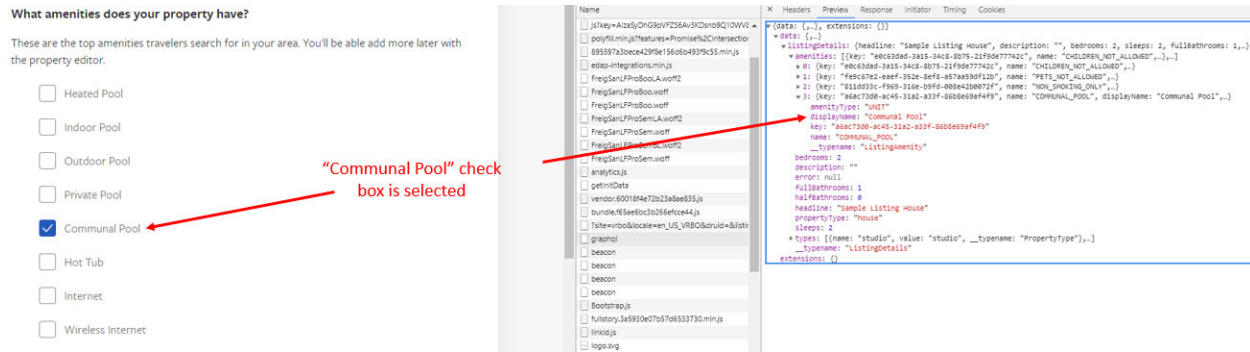 What amenities does your property have?
These are the top amenities travelers search for in your area. You'll be able add more later with
the property editor.
Heated Pool
Indoor Pool
Outdoor Pool
Private Pool
Communal Pool
Hot Tub
Internet
Wireless Internet
“Communal Pool” check
box is selected
Name
polyfill.min.js?features=Promise%2CIntersection
895597a3bece429f8e156d6b493f9c55.min.js
edap-integrations.min.js
FreigSanLFProBooLA.woff2
FreigSanLFProBoo.woff
FreigSanLFProBoo.woff
FreigSanLFProSemLA.woff2
FreigSanLFProSem.woff
FreigSanLFProSem.woff
analytics.js
getInitData
vendor.60018f4e72b23a8ae835.js
bundle.f65ae6bc3b266efcce44.js
?site=vrbo&locale=en_US_VRBO&druid=&listin
graphql
beacon
beacon
beacon
beacon
Bootstrap.js
fullstory.3a5930e07b57d6533730.min.js
linkid.js
logo.svg
× Headers Preview Response Initiator Timing Cookies
{data: {,…}, extensions: {}}
data: {,…}
listingDetails: {headline: "Sample Listing House", description: "", bedrooms: 2, sleeps: 2, fullBathrooms: 1,…
amenities: [{key: "e0c63dad-3a15-34c8-8b75-21f9de77742c", name: "CHILDREN_NOT_ALLOWED",…},…]
0: {key: "e0c63dad-3a15-34c8-8b75-21f9de77742c", name: "CHILDREN_NOT_ALLOWED",…}
1: {key: "fe9c67e2-eaef-352e-8ef8-a57aa59df12b", name: "PETS_NOT_ALLOWED",…}
2: {key: "811dd33c-f969-316e-b9fd-008e42b0072f", name: "NON_SMOKING_ONLY",…}
3: {key: "a6ac73d0-ac45-31a2-a33f-86b8e69af4f9", name: "COMMUNAL_POOL", displayName: "Communal Pool",…}
amenityType: "UNIT"
displayName: "Communal Pool"
key: "a6ac73d0-ac45-31a2-a33f-86b8e69af4f9"
name: "COMMUNAL_POOL"
__typename: "ListingAmenity"
bedrooms: 2
description: ""
error: null
fullBathrooms: 1
halfBathrooms: 0
headline: "Sample Listing House"
propertyType: "house"
sleeps: 2
types: [{name: "studio", value: "studio", __typename: "PropertyType"},…]
__typename: "ListingDetails"
extensions: {}